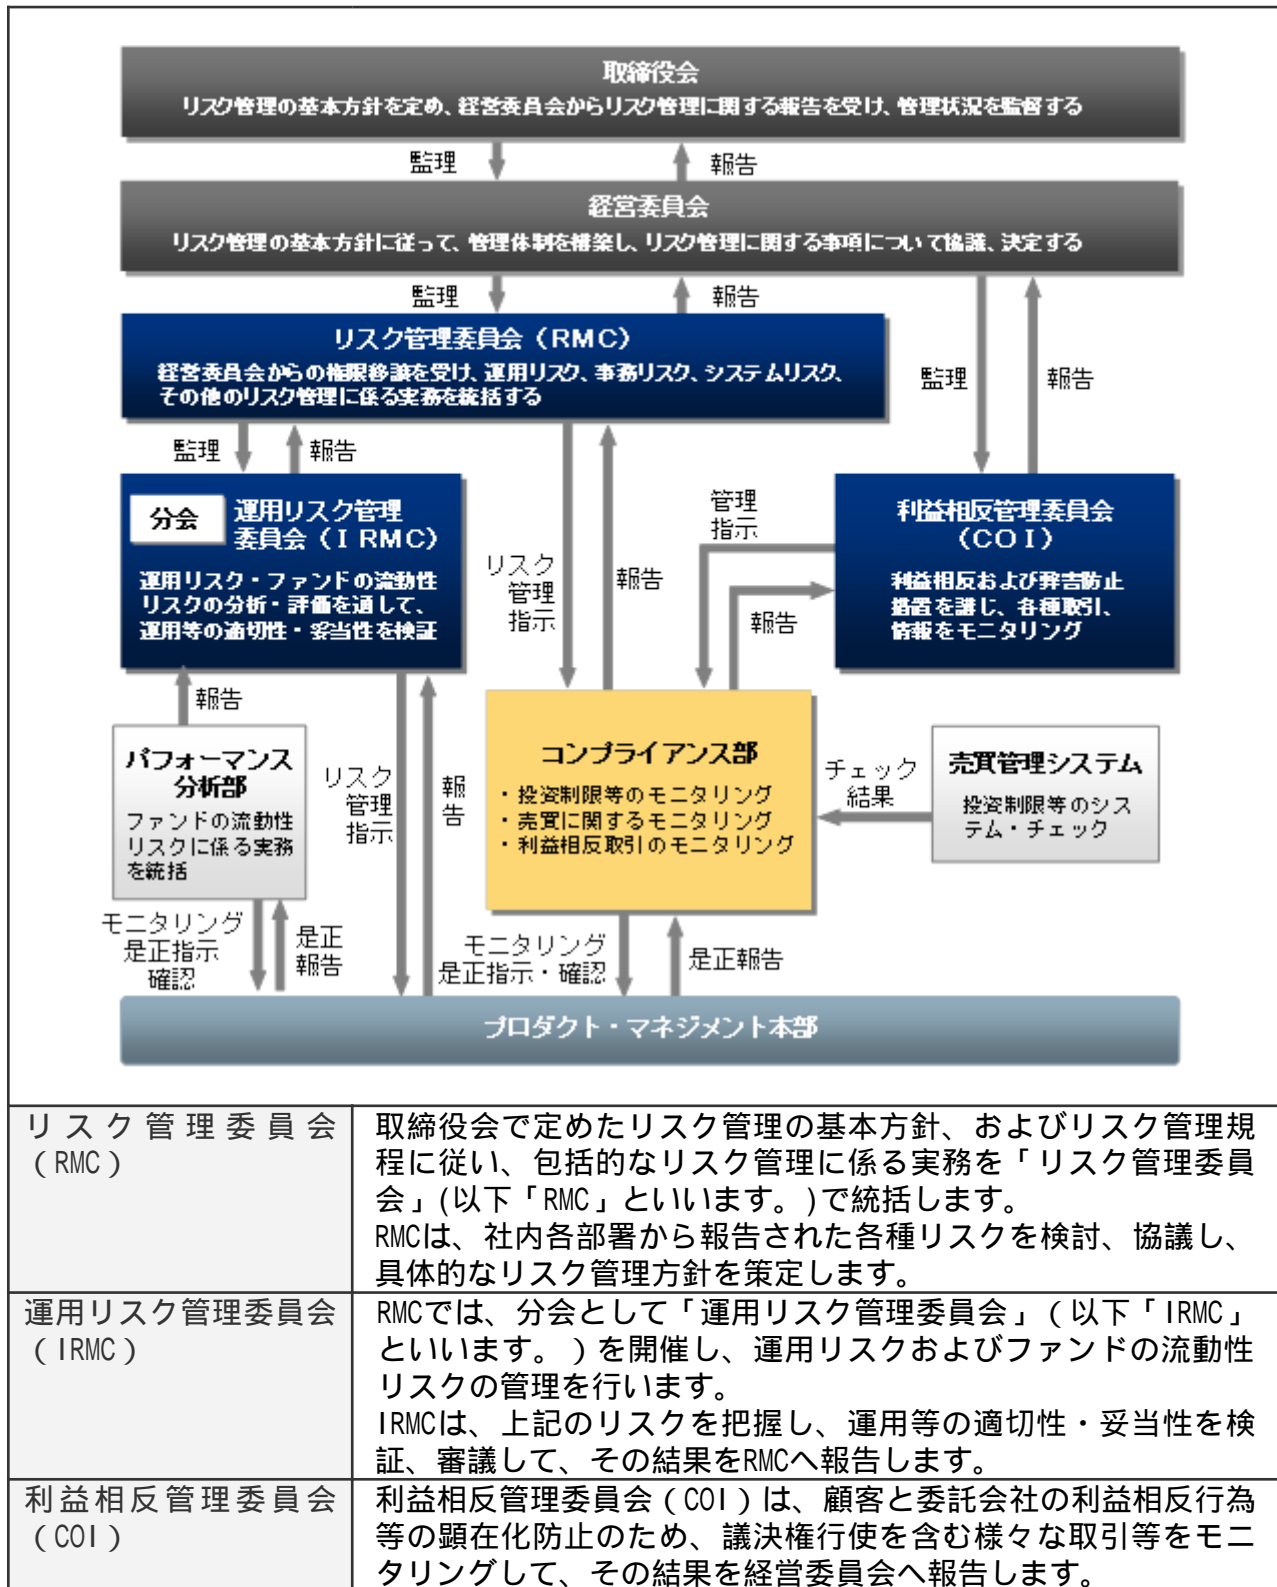 取締役会
リスク管理の基本方針を定め、経営委員会からリスク管理に関する報告を受け、管理状況を監督する
監理
報告
経営委員会
リスク管理の基本方針に従って、管理体制を構築し、リスク管理に関する事項について協議、決定する
監理
報告
監理
報告
リスク管理委員会（RMC）
経営委員会からの権限移譲を受け、運用リスク、事務リスク、システムリスク、
その他のリスク管理に係る実務を統括する
監理
報告
分会
運用リスク管理
委員会（IRMC）
運用リスク・ファンドの流動性
リスクの分析・評価を通して、
運用等の適切性・妥当性を検証
リスク
管理
指示
報告
管理
指示
報告
利益相反管理委員会
（COI）
利益相反および弊害防止
措置を講じ、各種取引、
情報をモニタリング
報告
パフォーマンス
分析部
ファンドの流動性
リスクに係る実務
を統括
リスク
管理
指示
報
告
コンプライアンス部
・投資制限等のモニタリング
・売買に関するモニタリング
・利益相反取引のモニタリング
チェック
結果
売買管理システム
投資制限等のシス
テム・チェック
モニタリング
是正指示
確認
是正
報告
モニタリング
是正指示・確認
是正報告
プロダクト・マネジメント本部
リスク管理委員会
（RMC）
取締役会で定めたリスク管理の基本方針、およびリスク管理規
程に従い、包括的なリスク管理に係る実務を「リスク管理委員
会」(以下「RMC」といいます。)で統括します。
RMCは、社内各部署から報告された各種リスクを検討、協議し、
具体的なリスク管理方針を策定します。
運用リスク管理委員会
（IRMC）
RMCでは、分会として「運用リスク管理委員会」（以下「IRMC」
といいます。）を開催し、運用リスクおよびファンドの流動性
リスクの管理を行います。
IRMCは、上記のリスクを把握し、運用等の適切性・妥当性を検
証、審議して、その結果をRMCへ報告します。
利益相反管理委員会
（COI）
利益相反管理委員会（COI）は、顧客と委託会社の利益相反行為
等の顕在化防止のため、議決権行使を含む様々な取引等をモニ
タリングして、その結果を経営委員会へ報告します。